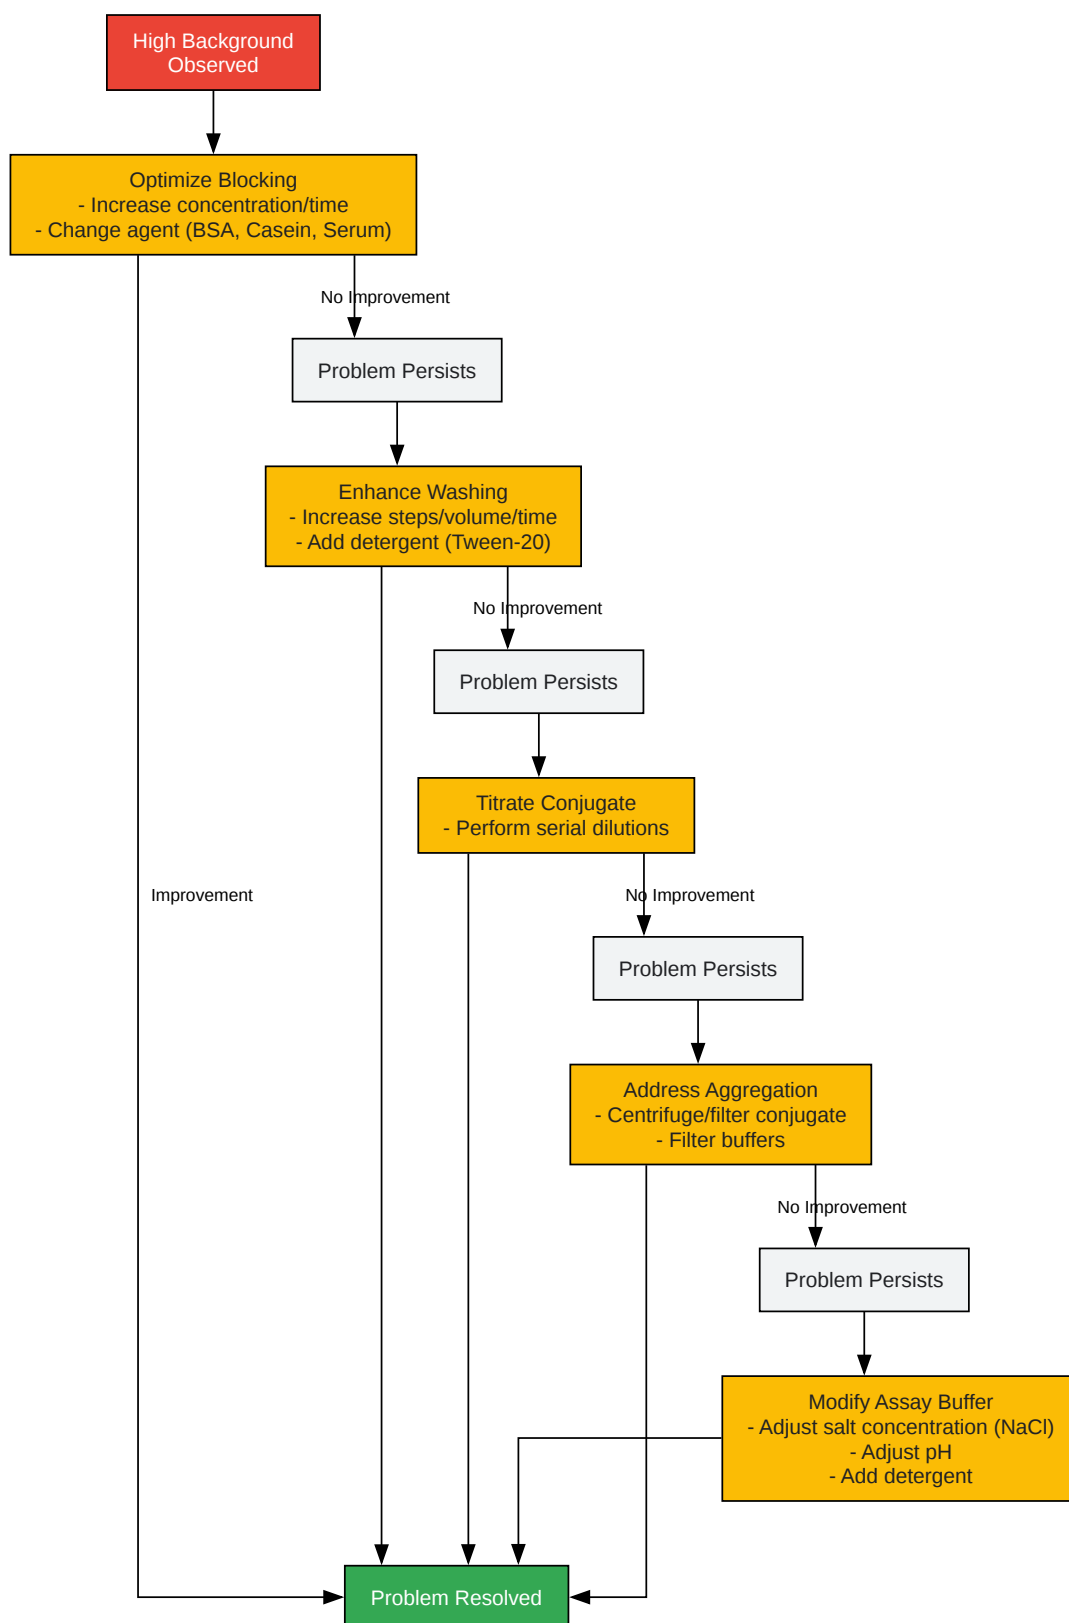 High Background
Observed
Optimize Blocking
- Increase concentration/time
- Change agent (BSA, Casein, Serum)
No Improvement
Problem Persists
Enhance Washing
- Increase steps/volume/time
- Add detergent (Tween-20)
No Improvement
Problem Persists
Titrate Conjugate
- Perform serial dilutions
Improvement
No Improvement
Problem Persists
Address Aggregation
- Centrifuge/filter conjugate
- Filter buffers
No Improvement
Problem Persists
Modify Assay Buffer
- Adjust salt concentration (NaCl)
- Adjust pH
- Add detergent
Problem Resolved